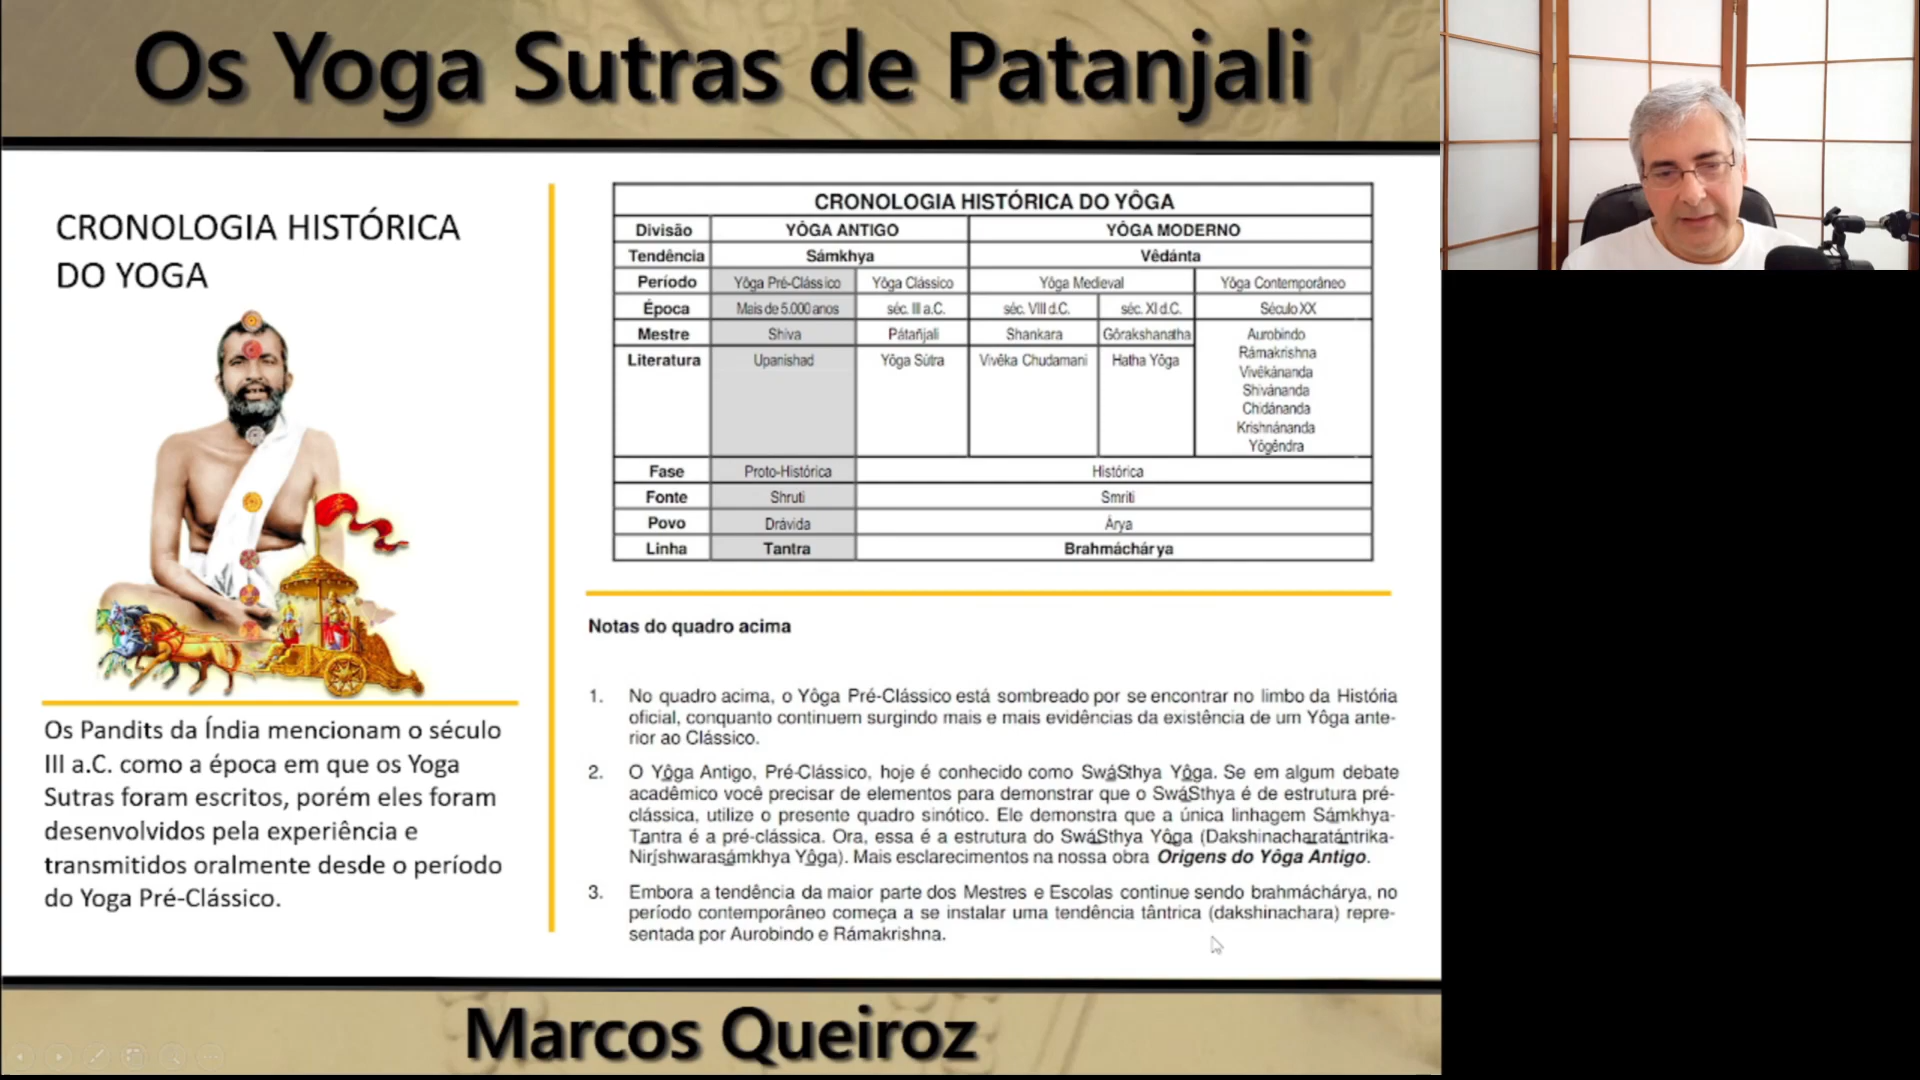 Os Yoga Sutras de Patanjali
CRONOLOGIA HISTÓRICA
DO YOGA
Os Pandits da Índia mencionam o século
III a.C. como a época em que os Yoga
Sutras foram escritos, porém eles foram
desenvolvidos pela experiência e
transmitidos oralmente desde o período
do Yoga Pré-Clássico.
CRONOLOGIA HISTÓRICA DO YÔGA
Divisão YÔGA ANTIGO YÔGA MODERNO
Tendência Sámkhya Vêdánta
Período Yôga Pré-Clássico Yôga Clássico Yôga Medieval Yôga Contemporâneo
Época Mais de 5.000 anos séc. III a.C. séc. VIII d.C. séc. XI d.C. Século XX
Mestre Shiva Pátañjali Shankara Górakshanatha Aurobindo
Rámakrishna
Literatura Upanishad Yôga Sútra Vivêka Chudamani Hatha Yôga
Vivêkánanda
Shivánanda
Chidánanda
Krishnánanda
Yôgêndra
Fase Proto-Histórica Histórica
Fonte Shruti Smriti
Povo Drávida Árya
Linha Tantra Brahmáchárya
Notas do quadro acima
1. No quadro acima, o Yôga Pré-Clássico está sombreado por se encontrar no limbo da História
oficial, conquanto continuem surgindo mais e mais evidências da existência de um Yôga ante-
rior ao Clássico.
2. O Yôga Antigo, Pré-Clássico, hoje é conhecido como SwáSthya Yôga. Se em algum debate
acadêmico você precisar de elementos para demonstrar que o SwáSthya é de estrutura pré-
clássica, utilize o presente quadro sinótico. Ele demonstra que a única linhagem Sámkhya-
Tantra é a pré-clássica. Ora, essa é a estrutura do SwáSthya Yôga (Dakshinacharatántrika-
Niríshwarasámkhya Yôga). Mais esclarecimentos na nossa obra Origens do Yôga Antigo.
3. Embora a tendência da maior parte dos Mestres e Escolas continue sendo brahmáchárya, no
período contemporâneo começa a se instalar uma tendência tântrica (dakshinachara) repre-
sentada por Aurobindo e Rámakrishna.
Marcos Queiroz